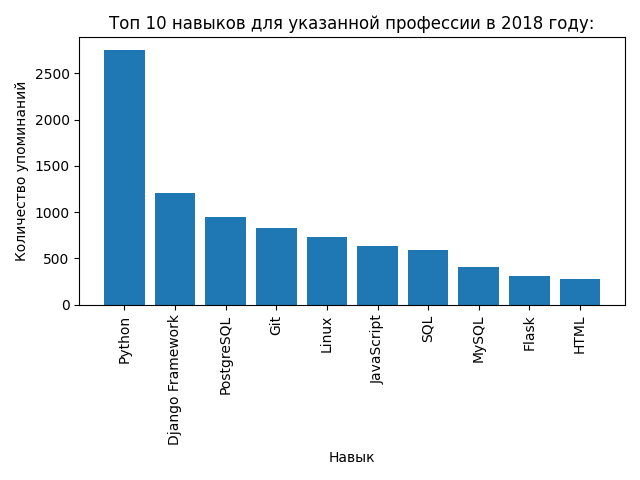 Топ 10 навыков для указанной профессии в 2018 году:
Количество упоминаний
2500
2000
1500
1000
500
0
Python
Django Framework
PostgreSQL
Git
Linux
JavaScript
SQL
MySQL
Flask
HTML
Навык